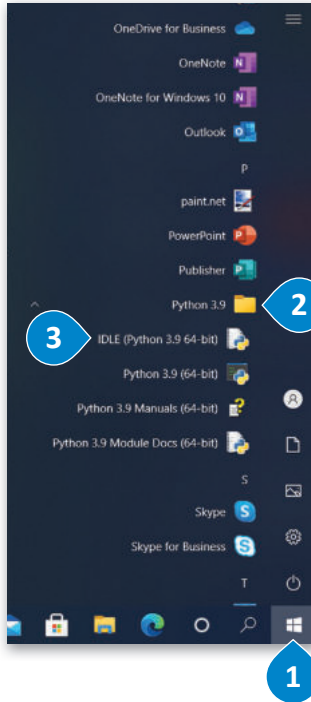 OneDrive for Business
OneNote
OneNote for Windows 10
Outlook
P
paint.net
PowerPoint
Publisher
Python 3.9
2
3
IDLE (Python 3.9 64-bit)
Python 3.9 (64-bit)
Python 3.9 Manuals (64-bit)
Python 3.9 Module Docs (64-bit)
S
Skype
Skype for Business
T
1